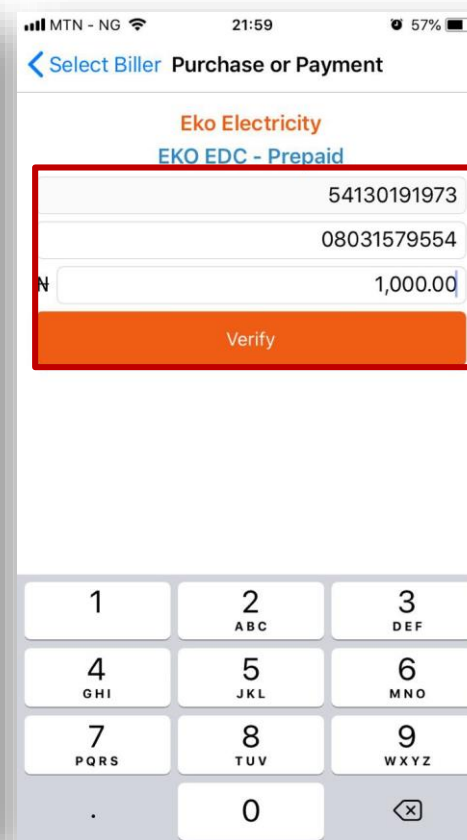 MTN - NG 21:59 57%
Select Biller Purchase or Payment
Eko Electricity
EKO EDC - Prepaid
54130191973
08031579554
₦ 1,000.00
Verify
1 2 3
ABC DEF
4 5 6
GHI JKL MNO
7 8 9
PQRS TUV WXYZ
. 0